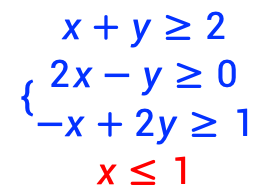 x + y ≥ 2
2x − y ≥ 0
{
−x + 2y ≥ 1
x ≤ 1